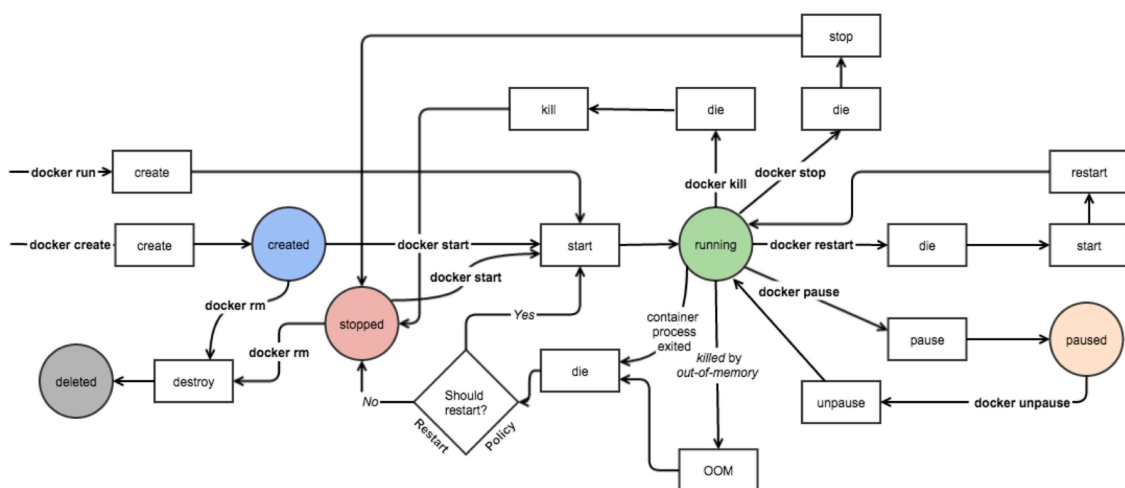 stop
kill
die
die
docker run
create
docker kill
docker stop
restart
docker create
create
created
docker start
start
running
docker restart
die
start
docker start
docker rm
docker pause
stopped
Yes
container
process
exited
docker rm
pause
paused
killed by
out-of-memory
deleted
destroy
die
Should
restart?
No
Restart
Policy
unpause
docker unpause
OOM